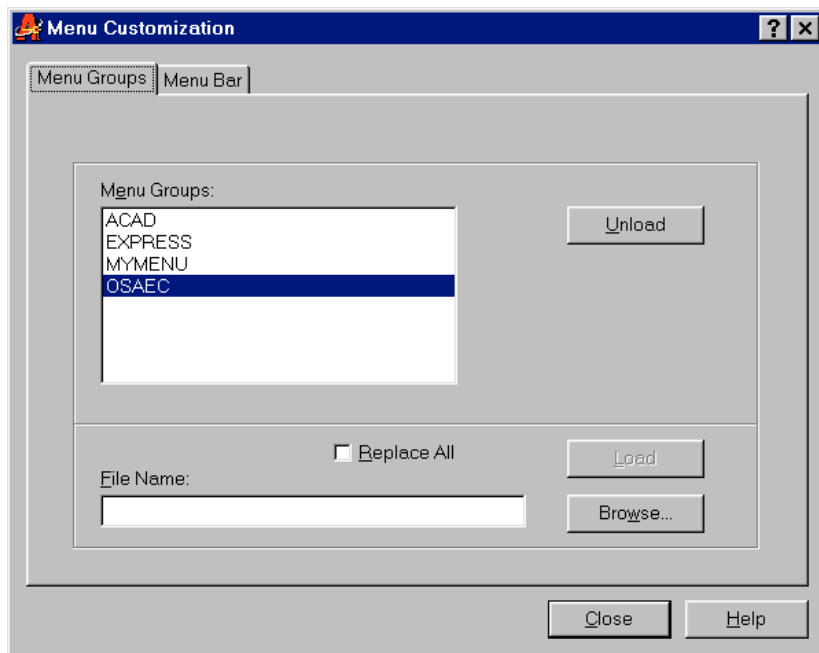 Menu Customization
Menu Groups Menu Bar
Menu Groups:
ACAD
EXPRESS
MYMENU
OSAEC
Unload
Replace All
Load
File Name:
Browse...
Close Help